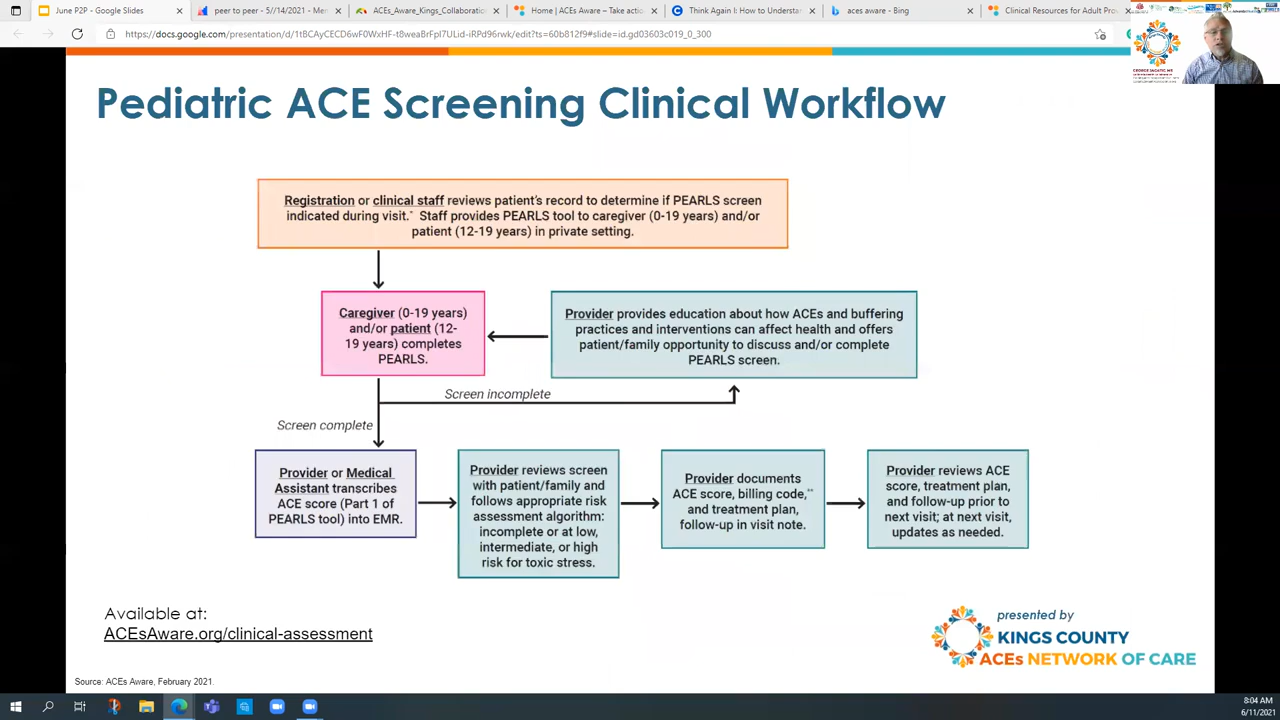 June P2P - Google Slides
peer to peer - 5//14/2021 - Mer
ACEs_Aware_Kings_Collaboration
Home | ACEs Aware – Take actio
Think Again I: How to Understa
aces aware - Bing
Clinical Resources for Adult Pro
https://docs.google.com/presentation/d/1tBCAyCECD6wF0WxHF-t8weaBrFpI7ULid-iRPd96rwk/edit?ts=60b812f9#slide=id.gd03603c019_0_300
Pediatric ACE Screening Clinical Workflow
Registration or clinical staff reviews patient's record to determine if PEARLS screen
indicated during visit.* Staff provides PEARLS tool to caregiver (0-19 years) and/or
patient (12-19 years) in private setting.
Caregiver (0-19 years)
and/or patient (12-
19 years) completes
PEARLS.
Provider provides education about how ACEs and buffering
practices and interventions can affect health and offers
patient/family opportunity to discuss and/or complete
PEARLS screen.
Screen incomplete
Screen complete
Provider or Medical
Assistant transcribes
ACE score (Part 1 of
PEARLS tool) into EMR.
Provider reviews screen
with patient/family and
follows appropriate risk
assessment algorithm:
incomplete or at low,
intermediate, or high
risk for toxic stress.
Provider documents
ACE score, billing code,**
and treatment plan,
follow-up in visit note.
Provider reviews ACE
score, treatment plan,
and follow-up prior to
next visit; at next visit,
updates as needed.
Available at:
ACEsAware.org/clinical-assessment
presented by
KINGS COUNTY
ACEs NETWORK OF CARE
Source: ACEs Aware, February 2021.
8:04 AM
6/11/2021